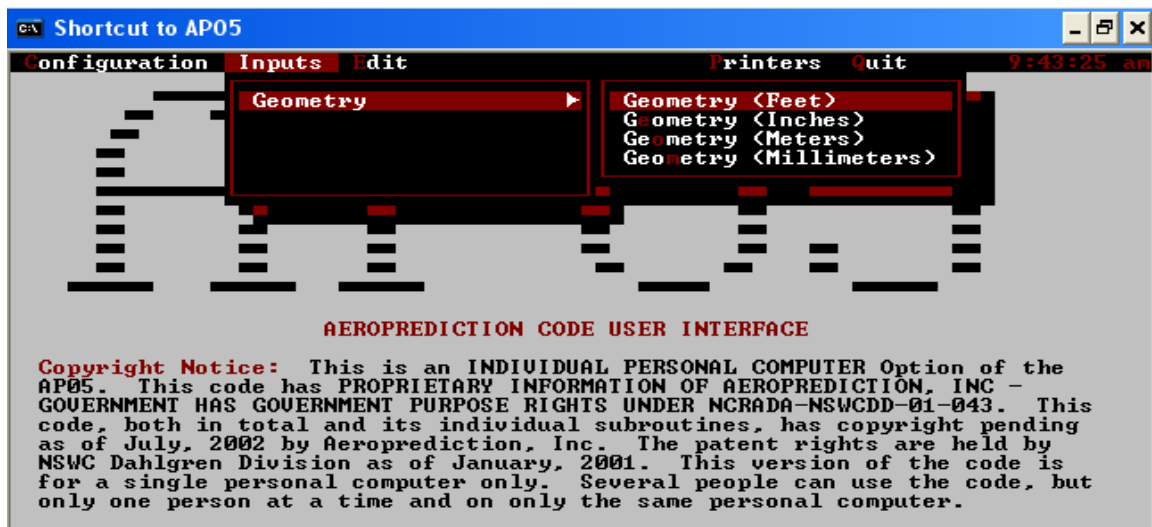 Shortcut to AP05
Configuration Inputs Edit Printers Quit 9:43:25 am
Geometry
Geometry (Feet)
Geometry (Inches)
Geometry (Meters)
Geometry (Millimeters)
AEROPREDICTION CODE USER INTERFACE
Copyright Notice: This is an INDIVIDUAL PERSONAL COMPUTER Option of the
AP05. This code has PROPRIETARY INFORMATION OF AEROPREDICTION, INC -
GOVERNMENT HAS GOVERNMENT PURPOSE RIGHTS UNDER NCRADA-NSWCDD-01-043. This
code, both in total and its individual subroutines, has copyright pending
as of July, 2002 by Aeroprediction, Inc. The patent rights are held by
NSWC Dahlgren Division as of January, 2001. This version of the code is
for a single personal computer only. Several people can use the code, but
only one person at a time and on only the same personal computer.